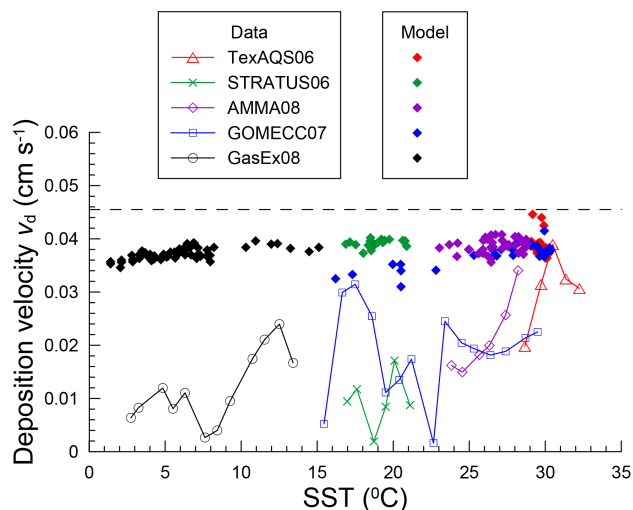 Data
Model
TexAQS06
STRATUS06
AMMA08
GOMECC07
GasEx08
0.06
0.05
0.04
0.03
0.02
0.01
0
Deposition velocity v_d (cm s⁻¹)
0 5 10 15 20 25 30 35
SST (⁰C)